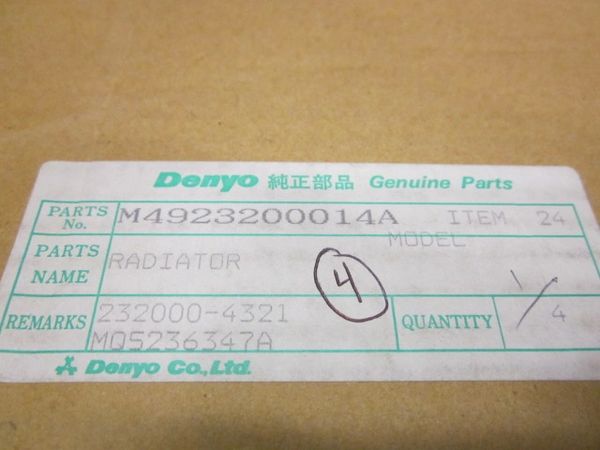 Denyo 純正部品 Genuine Parts
PARTS No. M4923200014A ITEM 24
MODEL
PARTS NAME RADIATOR
4
REMARKS 232000-4321 QUANTITY 1/4
MQ5236347A
Denyo Co.,Ltd.